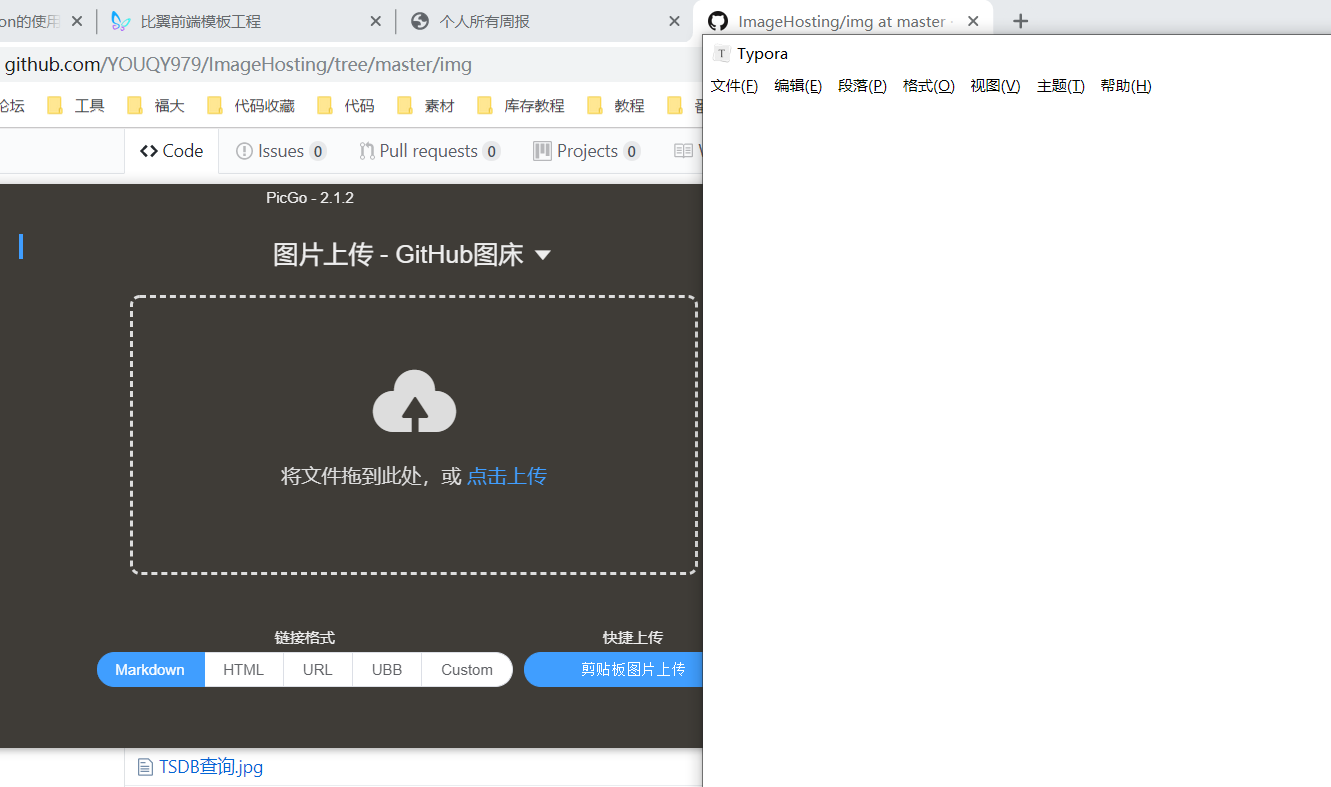 on的使用
比翼前端模板工程
个人所有周报
ImageHosting/img at master
github.com/YOUQY979/ImageHosting/tree/master/img
论坛
工具
福大
代码收藏
代码
素材
库存教程
教程
Code
Issues 0
Pull requests 0
Projects 0
PicGo - 2.1.2
图片上传 - GitHub图床
将文件拖到此处，或 点击上传
链接格式
快捷上传
Markdown
HTML
URL
UBB
Custom
剪贴板图片上传
TSDB查询.jpg
T Typora
文件(F) 编辑(E) 段落(P) 格式(O) 视图(V) 主题(T) 帮助(H)